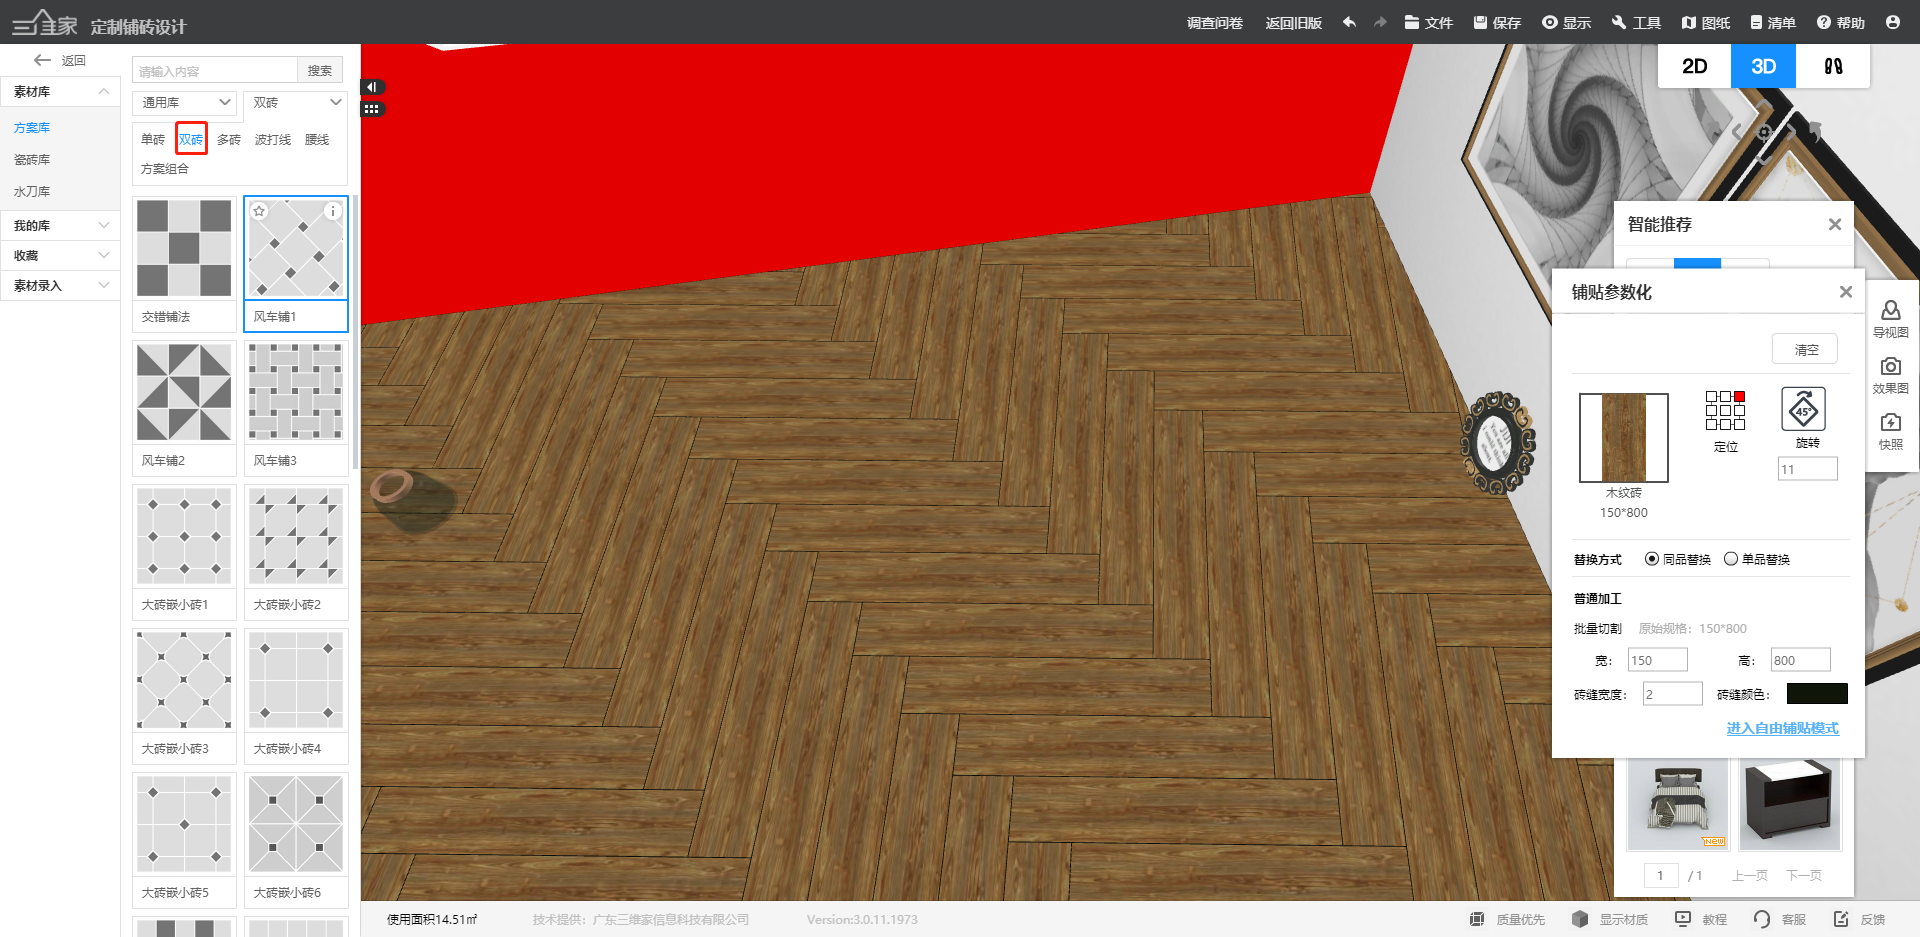 三维家 定制铺砖设计
调查问卷 返回旧版 文件 保存 显示 工具 图纸 清单 帮助
返回
素材库
方案库
瓷砖库
水刀库
我的库
收藏
素材录入
请输入内容 搜索
通用库 双砖
单砖 双砖 多砖 波打线 腰线
方案组合
交错铺法 风车铺1
风车铺2 风车铺3
大砖嵌小砖1 大砖嵌小砖2
大砖嵌小砖3 大砖嵌小砖4
大砖嵌小砖5 大砖嵌小砖6
2D 3D
智能推荐
铺贴参数化
清空
45°
定位 旋转
11
木纹砖
150*800
替换方式 同品替换 单品替换
普通加工
批量切割 原始规格：150*800
宽： 150 高： 800
砖缝宽度： 2 砖缝颜色：
进入自由铺贴模式
导视图
效果图
快照
NEW
1 / 1 上一页 下一页
使用面积14.51㎡ 技术提供：广东三维家信息科技有限公司 Version:3.0.11.1973
质量优先 显示材质 教程 客服 反馈